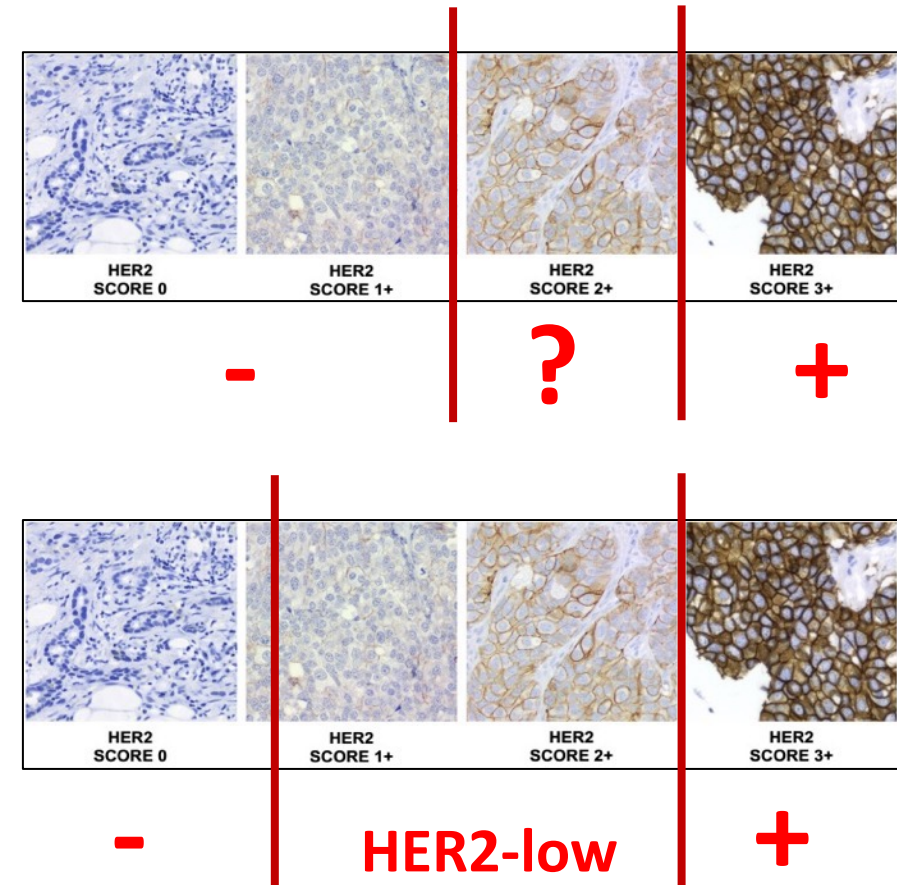 HER2 HER2 HER2 HER2
SCORE 0 SCORE 1+ SCORE 2+ SCORE 3+
- ? +
HER2 HER2 HER2 HER2
SCORE 0 SCORE 1+ SCORE 2+ SCORE 3+
- HER2-low +